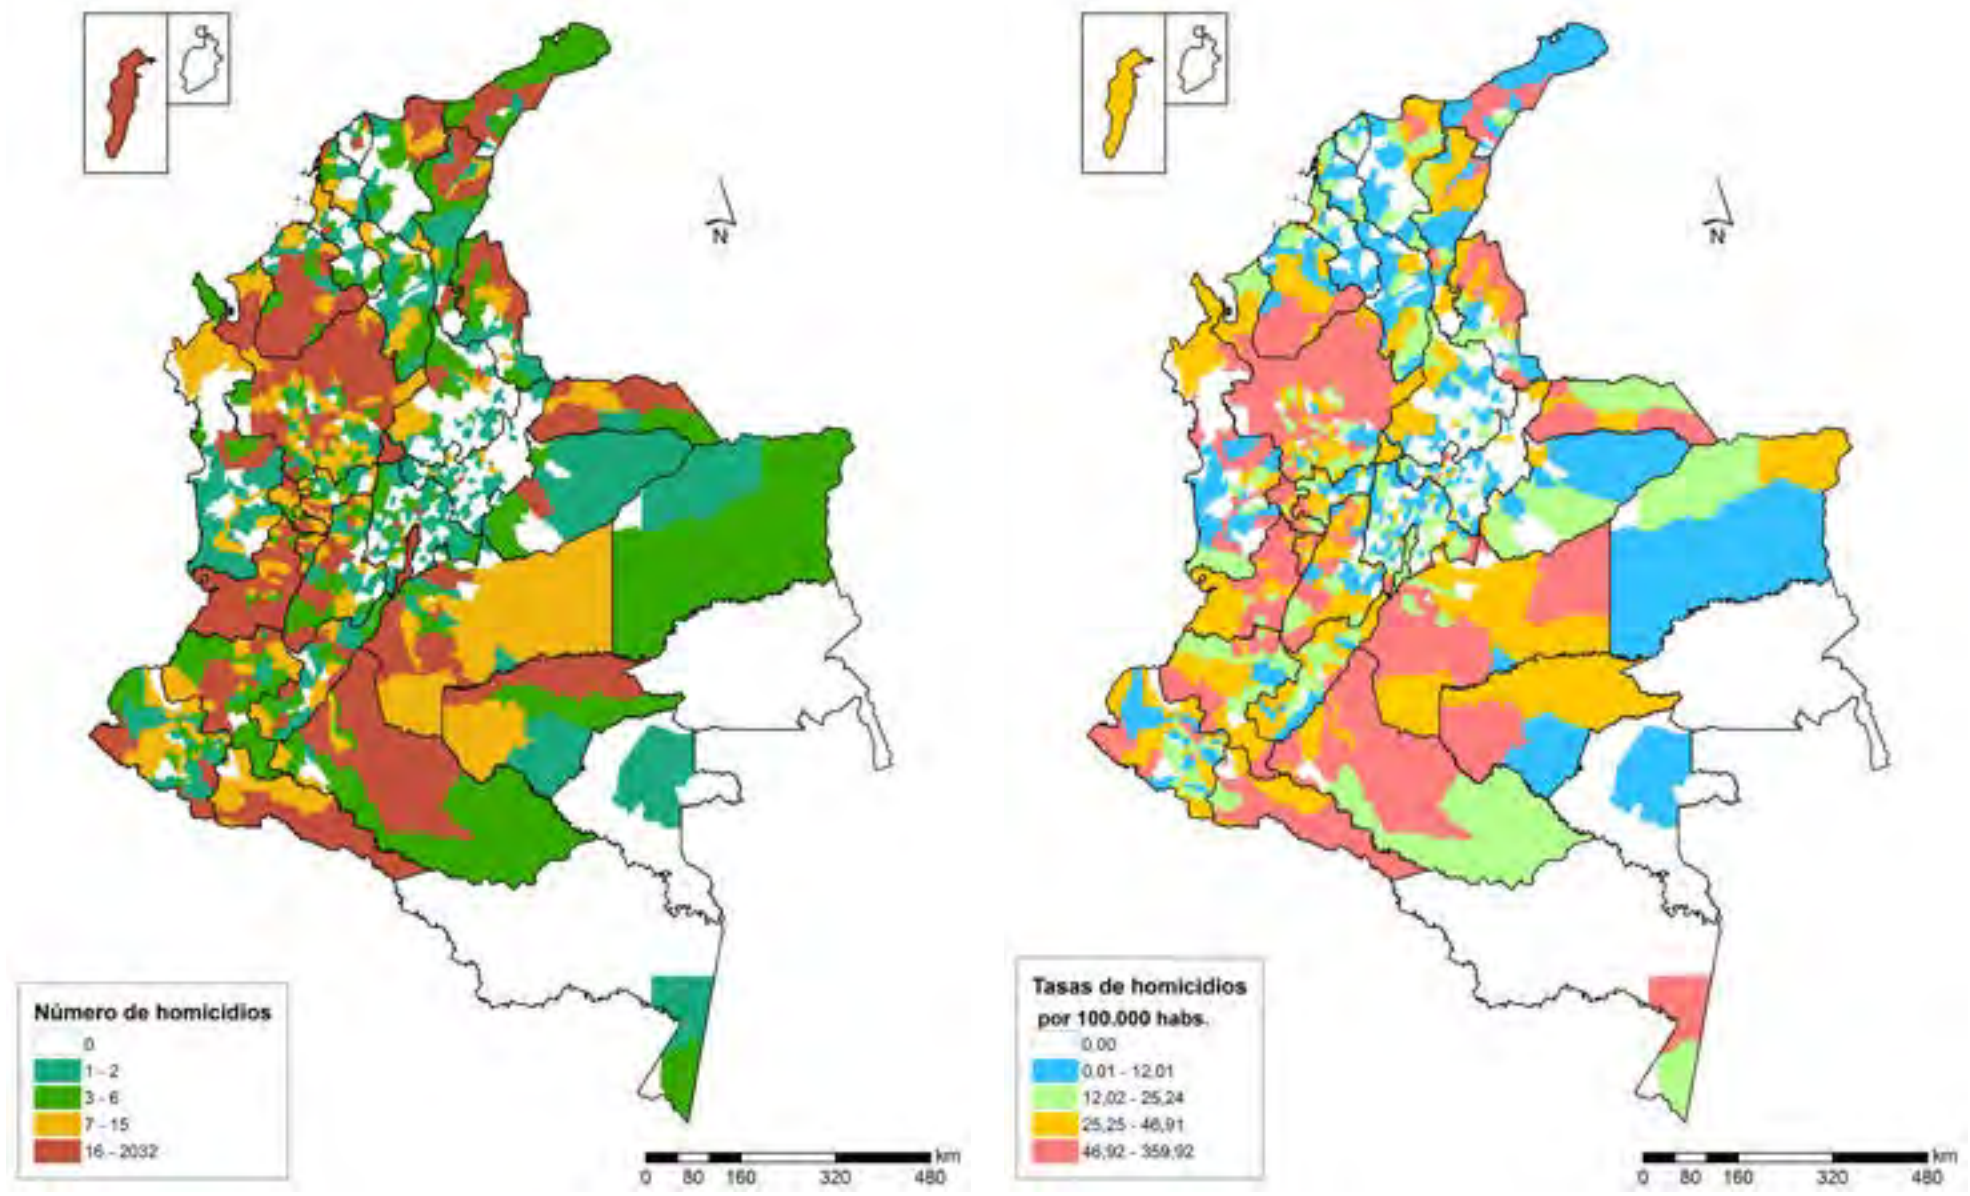 N
N
Número de homicidios
0
1 - 2
3 - 6
7 - 15
16 - 2032
km
0 80 160 320 480
Tasas de homicidios
por 100.000 habs.
0,00
0,01 - 12,01
12,02 - 25,24
25,25 - 46,91
46,92 - 359,92
km
0 80 160 320 480